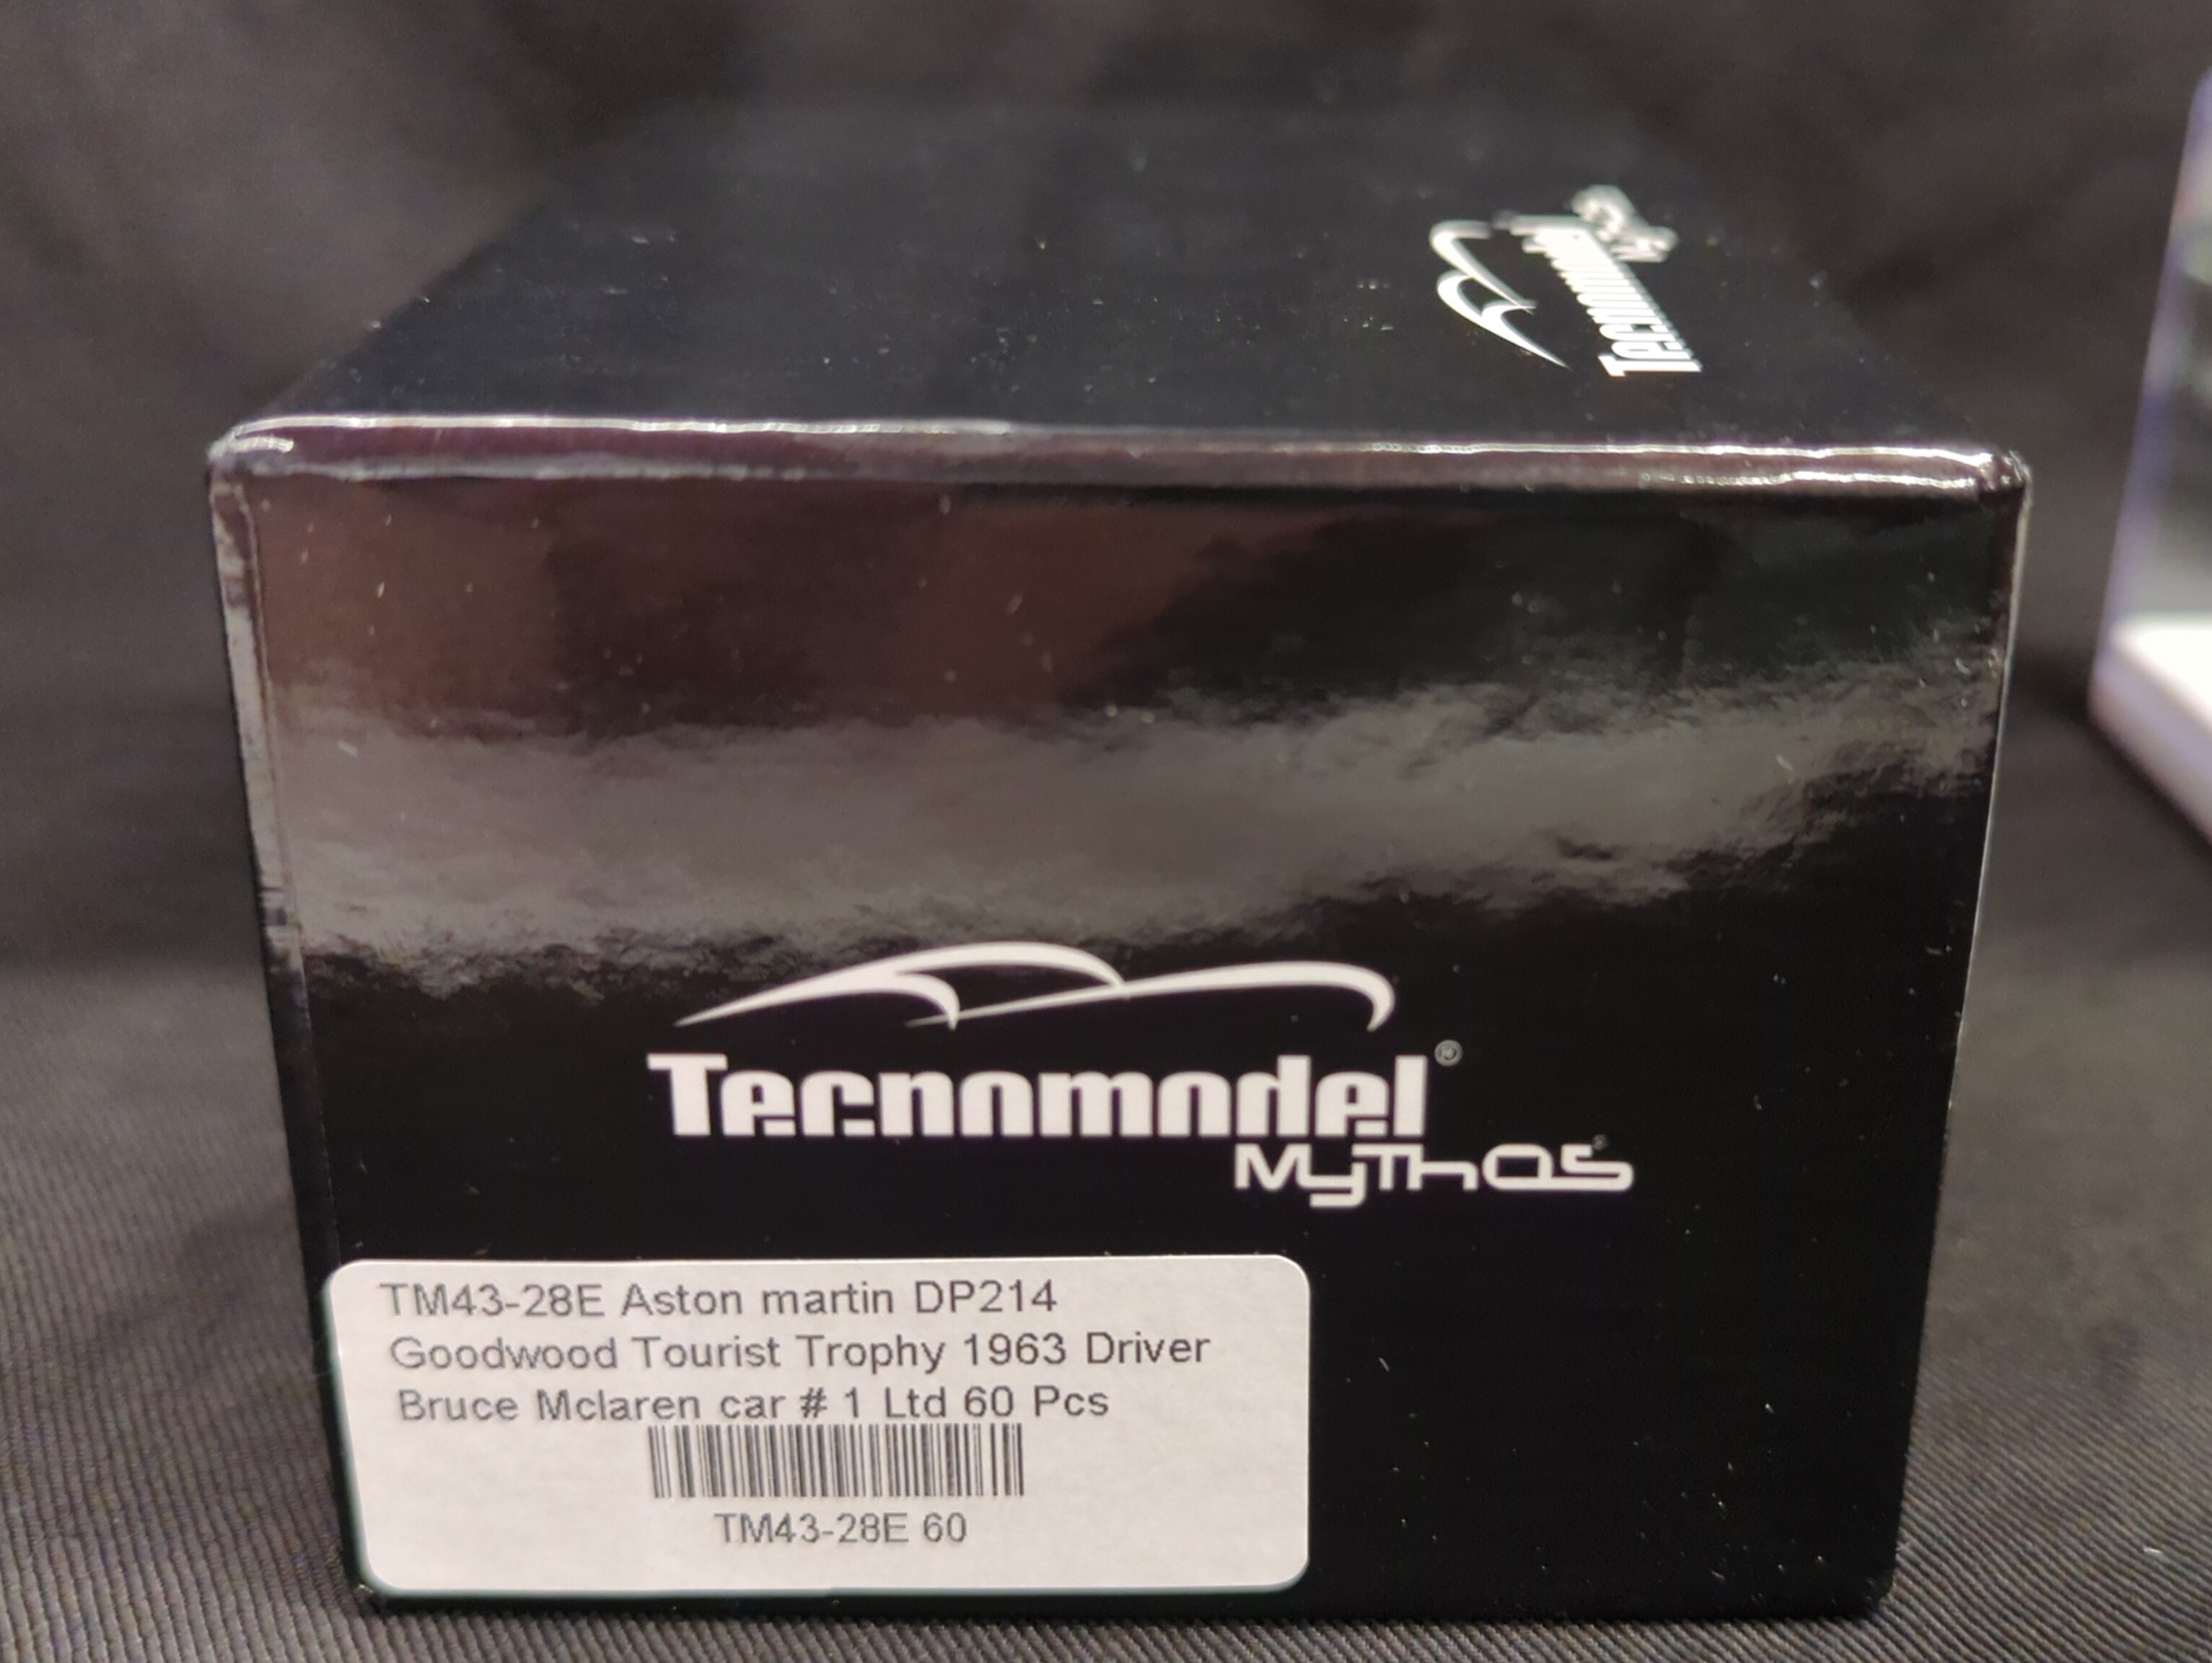 Tecnomodel
Tecnomodel®
Mythos
TM43-28E Aston martin DP214
Goodwood Tourist Trophy 1963 Driver
Bruce Mclaren car # 1 Ltd 60 Pcs
TM43-28E 60